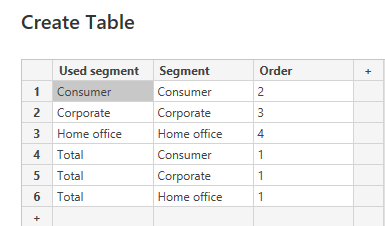 Create Table
Used segment Segment Order +
1 Consumer Consumer 2
2 Corporate Corporate 3
3 Home office Home office 4
4 Total Consumer 1
5 Total Corporate 1
6 Total Home office 1
+